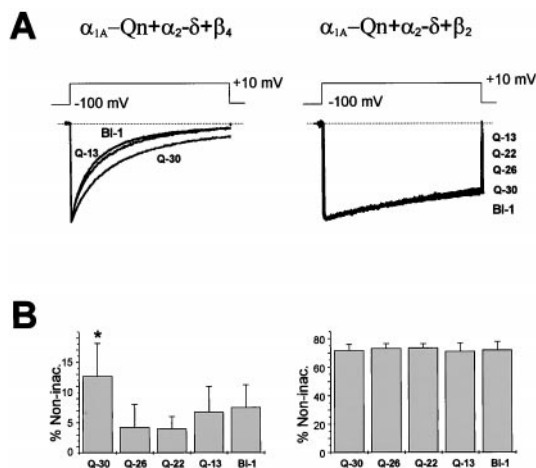 A
α1A–Qn+α2-δ+β4
α1A–Qn+α2-δ+β2
+10 mV
-100 mV
BI-1
Q-13
Q-30
+10 mV
-100 mV
Q-13
Q-22
Q-26
Q-30
BI-1
B
% Non-inac.
15
10
5
0
*
Q-30 Q-26 Q-22 Q-13 BI-1
% Non-inac.
80
60
40
20
0
Q-30 Q-26 Q-22 Q-13 BI-1